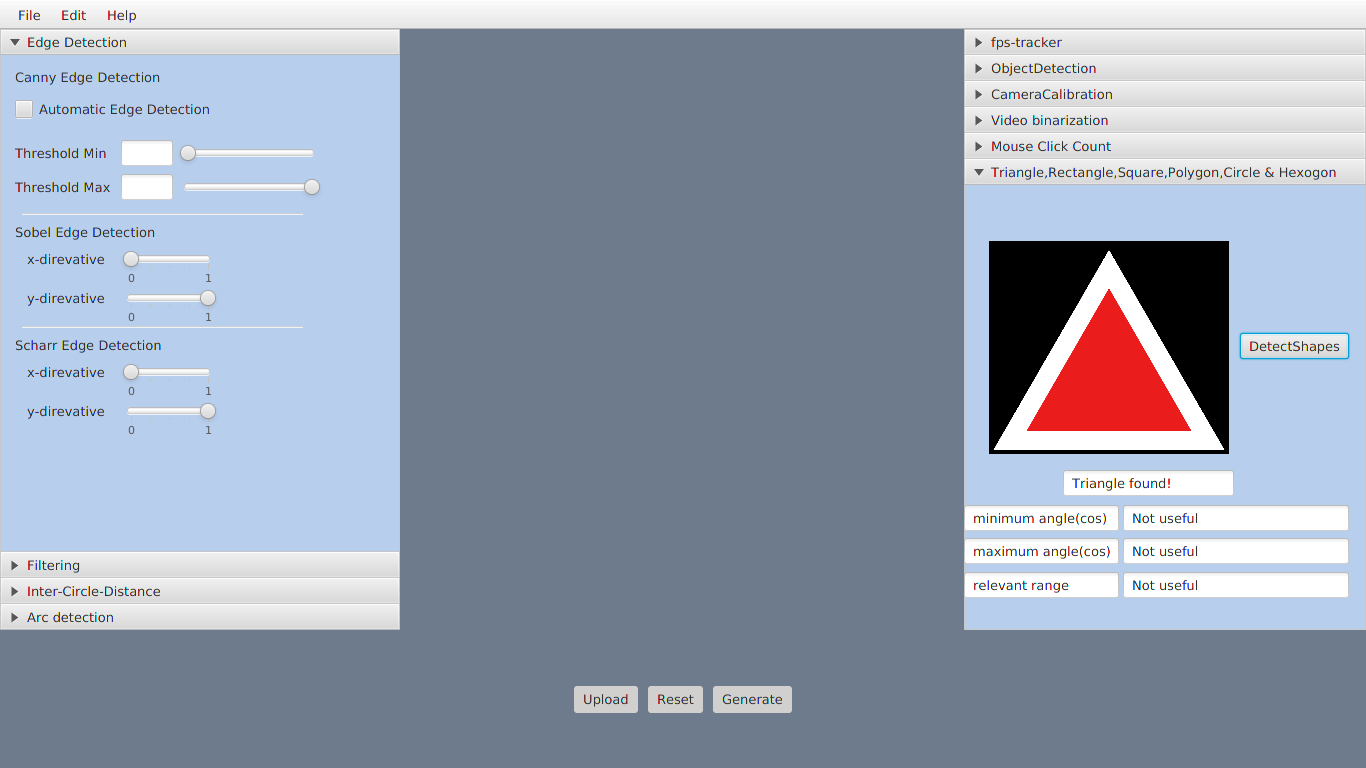 File Edit Help
Edge Detection
Canny Edge Detection
Automatic Edge Detection
Threshold Min
Threshold Max
Sobel Edge Detection
x-direvative
0 1
y-direvative
0 1
Scharr Edge Detection
x-direvative
0 1
y-direvative
0 1
Filtering
Inter-Circle-Distance
Arc detection
fps-tracker
ObjectDetection
CameraCalibration
Video binarization
Mouse Click Count
Triangle,Rectangle,Square,Polygon,Circle & Hexogon
DetectShapes
Triangle found!
minimum angle(cos) Not useful
maximum angle(cos) Not useful
relevant range Not useful
Upload Reset Generate